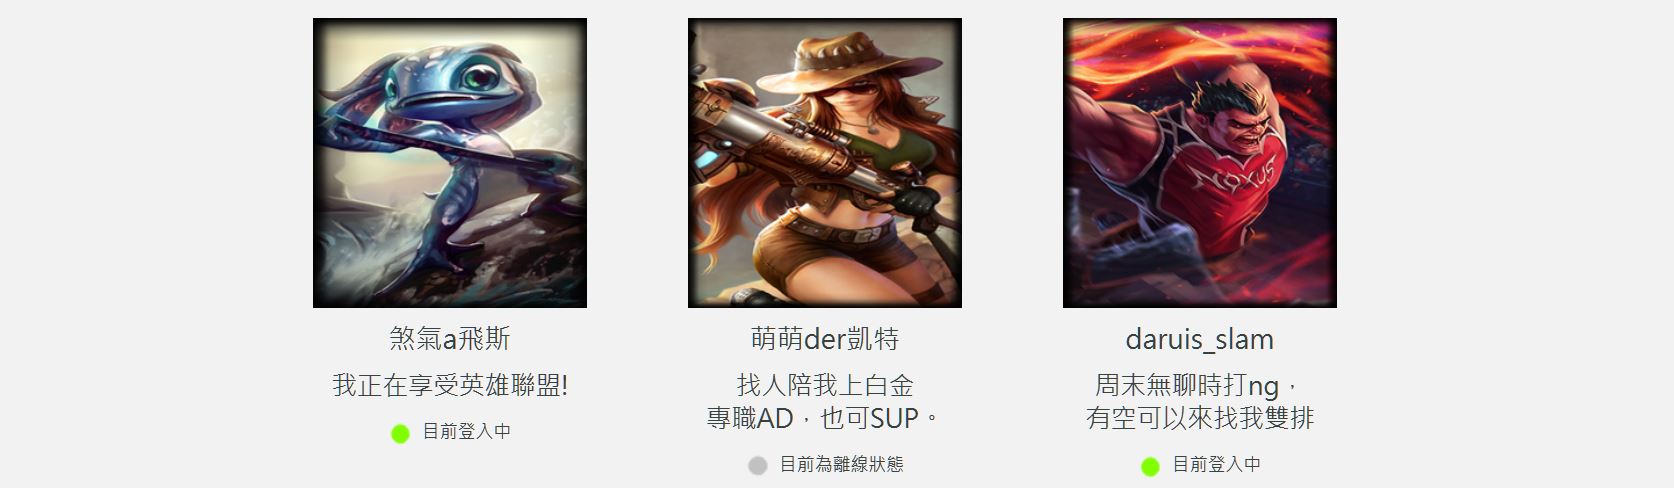 NOXUS
煞氣a飛斯
我正在享受英雄聯盟!
目前登入中
萌萌der凱特
找人陪我上白金
專職AD，也可SUP。
目前為離線狀態
daruis_slam
周末無聊時打ng，
有空可以來找我雙排
目前登入中